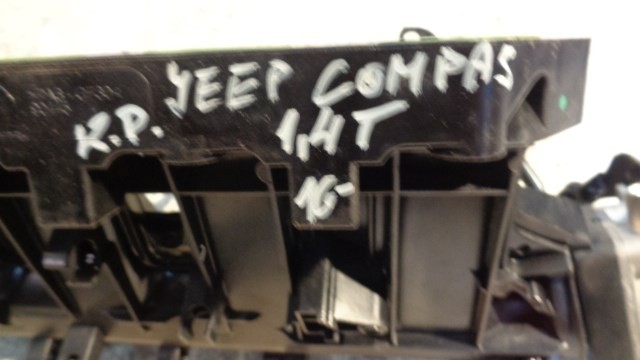 R.P. JEEP COMPAS
1,4T
16-